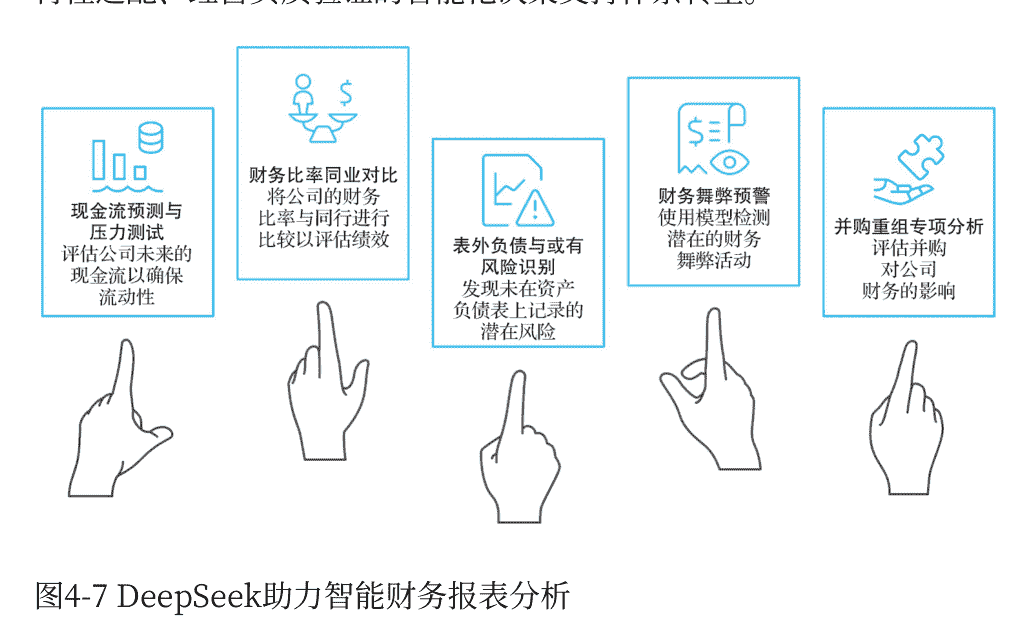 现金流预测与
压力测试
评估公司未来的
现金流以确保
流动性
财务比率同业对比
将公司的财务
比率与同行进行
比较以评估绩效
表外负债与或有
风险识别
发现未在资产
负债表上记录的
潜在风险
财务舞弊预警
使用模型检测
潜在的财务
舞弊活动
并购重组专项分析
评估并购
对公司
财务的影响
图4-7 DeepSeek助力智能财务报表分析